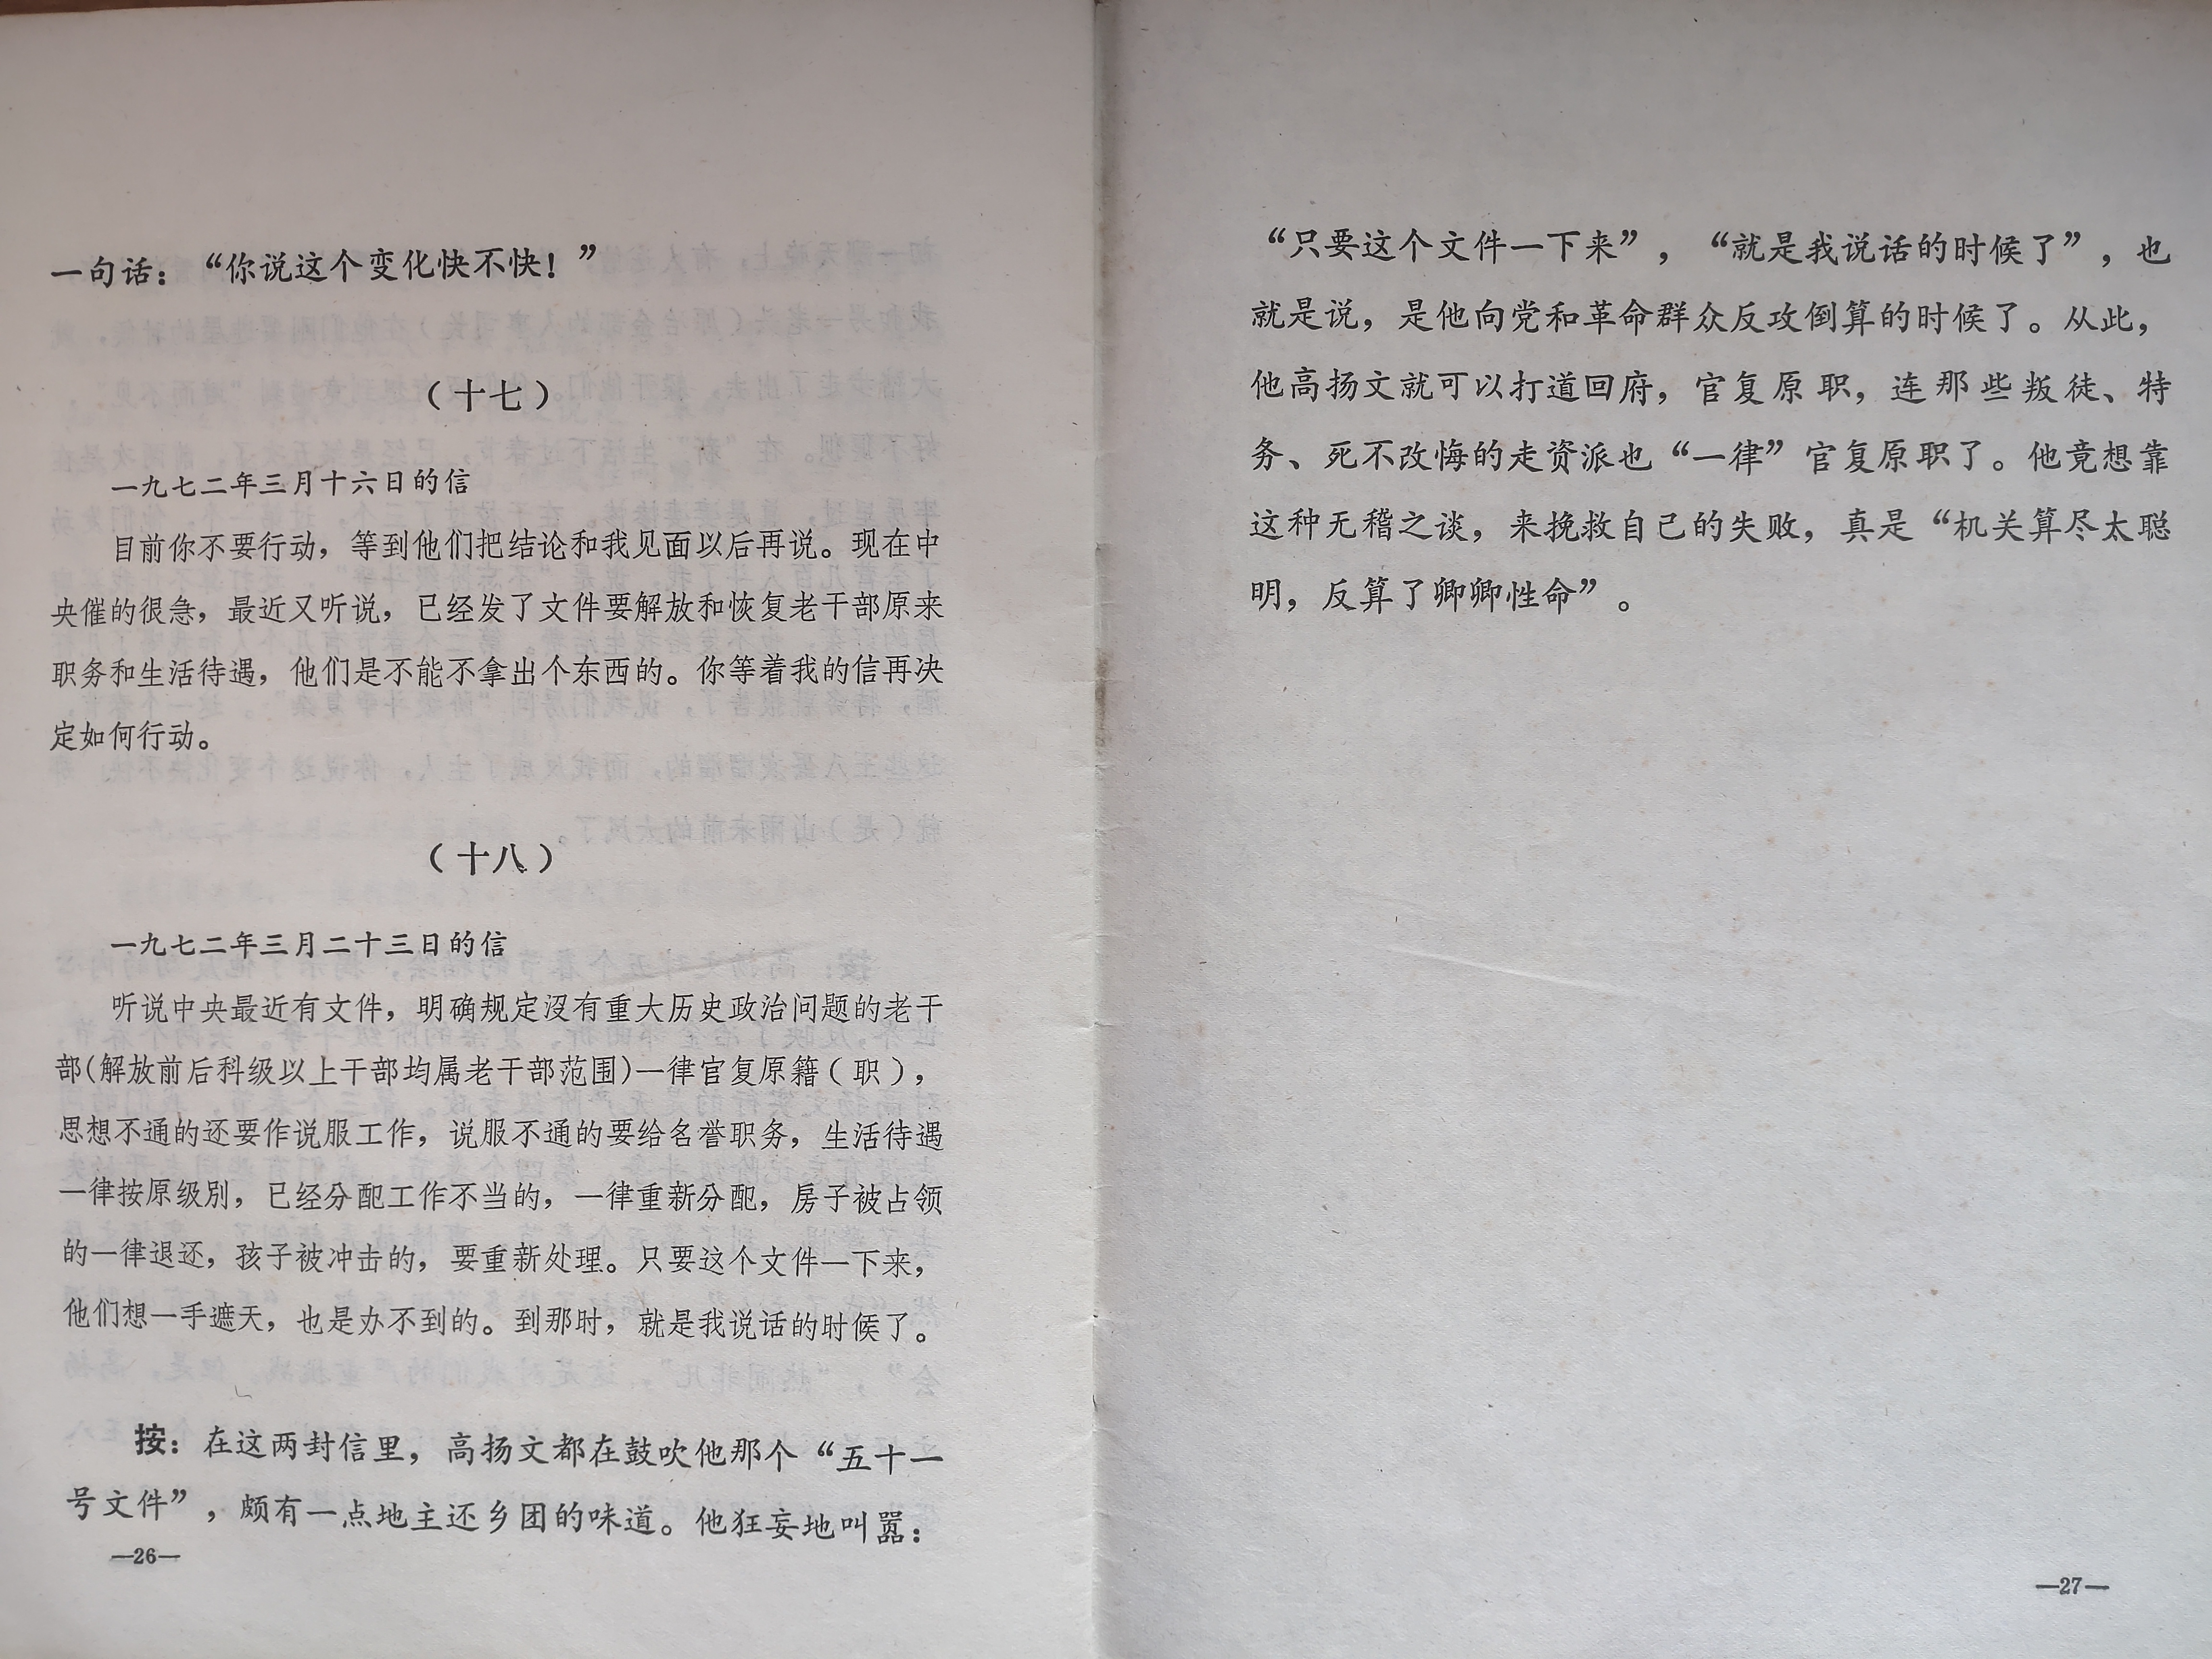 一句话：“你说这个变化快不快！”
（十七）
一九七二年三月十六日的信
目前你不要行动，等到他们把结论和我见面以后再说。现在中
央催的很急，最近又听说，已经发了文件要解放和恢复老干部原来
职务和生活待遇，他们是不能不拿出个东西的。你等着我的信再决
定如何行动。
（十八）
一九七二年三月二十三日的信
听说中央最近有文件，明确规定没有重大历史政治问题的老干
部(解放前后科级以上干部均属老干部范围)一律官复原籍（职），
思想不通的还要作说服工作，说服不通的要给名誉职务，生活待遇
一律按原级别，已经分配工作不当的，一律重新分配，房子被占领
的一律退还，孩子被冲击的，要重新处理。只要这个文件一下来，
他们想一手遮天，也是办不到的。到那时，就是我说话的时候了。
按：在这两封信里，高扬文都在鼓吹他那个“五十一
号文件”，颇有一点地主还乡团的味道。他狂妄地叫嚣：
—26—
“只要这个文件一下来”，“就是我说话的时候了”，也
就是说，是他向党和革命群众反攻倒算的时候了。从此，
他高扬文就可以打道回府，官复原职，连那些叛徒、特
务、死不改悔的走资派也“一律”官复原职了。他竟想靠
这种无稽之谈，来挽救自己的失败，真是“机关算尽太聪
明，反算了卿卿性命”。
—27—